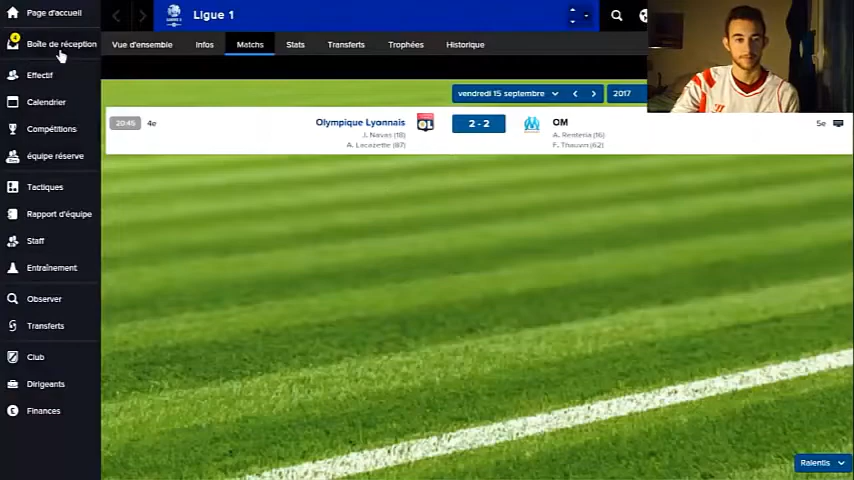 Page d'accueil
Ligue 1
4
Boîte de réception
Vue d'ensemble Infos Matchs Stats Transferts Trophées Historique
Effectif
vendredi 15 septembre 2017
Calendrier
20:45 4e Olympique Lyonnais 2 - 2 OM 5e
J. Navas (18) A. Renteria (16)
A. Lacazette (87) F. Thauvin (62)
Compétitions
équipe réserve
Tactiques
Rapport d'équipe
Staff
Entraînement
Observer
Transferts
Club
Dirigeants
Finances
Ralentis